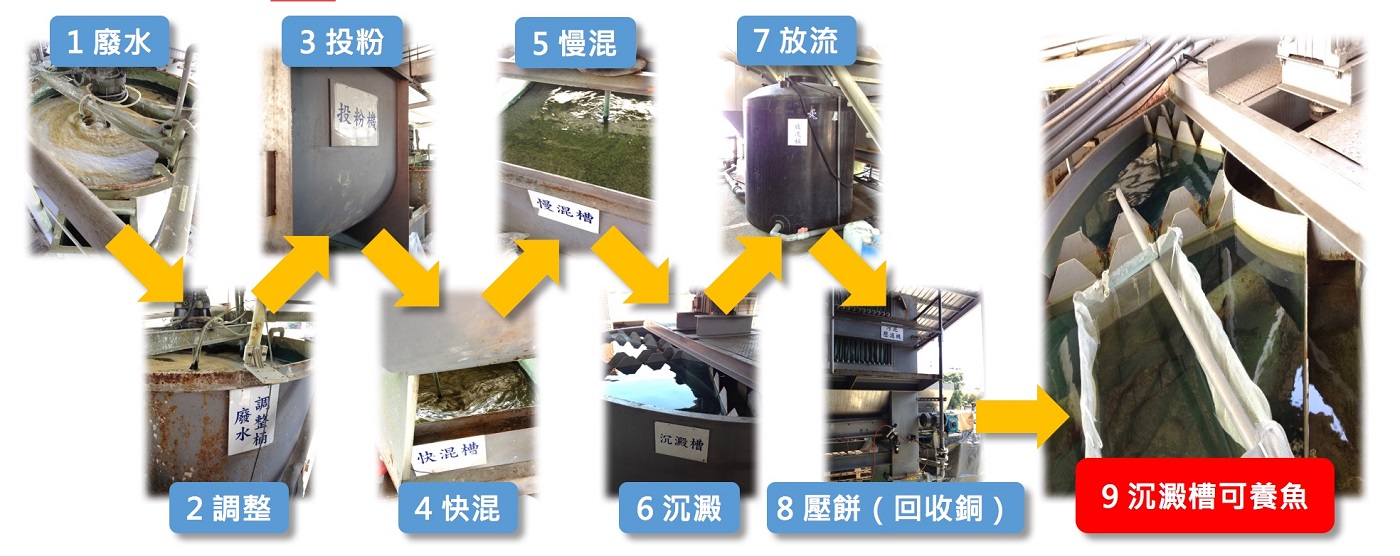 1 廢水
3 投粉
5 慢混
7 放流
投粉機
慢混槽
放流桶
廢水
調整桶
快混槽
沉澱槽
壓濾機
2 調整
4 快混
6 沉澱
8 壓餅（回收銅）
9 沉澱槽可養魚